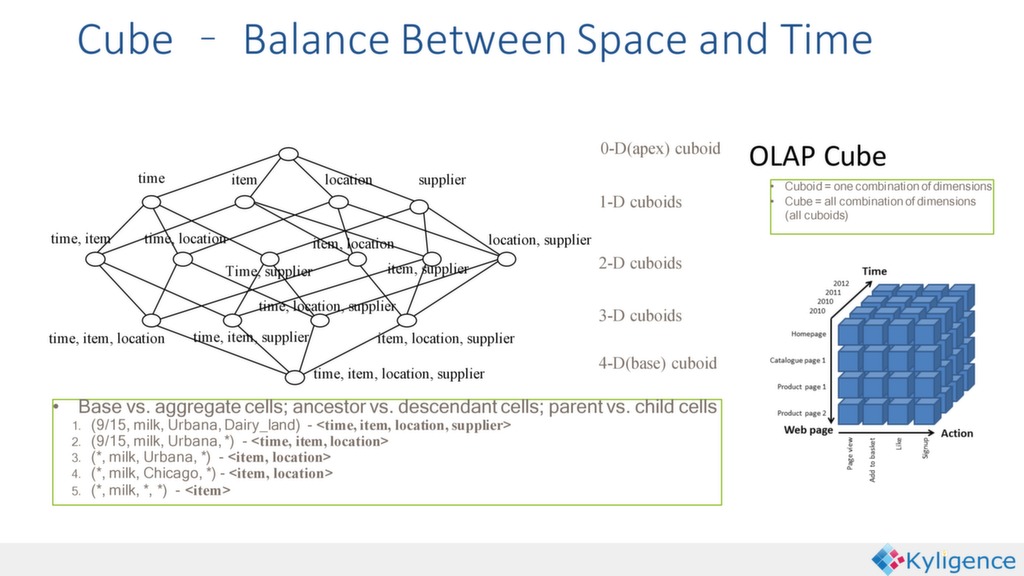 Cube - Balance Between Space and Time
0-D(apex) cuboid
OLAP Cube
time
item
location
supplier
• Cuboid = one combination of dimensions
• Cube = all combination of dimensions
(all cuboids)
1-D cuboids
time, item
time, location
item, location
location, supplier
Time, supplier
item, supplier
2-D cuboids
time, location, supplier
3-D cuboids
time, item, location
time, item, supplier
item, location, supplier
time, item, location, supplier
4-D(base) cuboid
Time
2012
2011
2010
2010
Homepage
Catalogue page 1
Product page 1
Product page 2
Web page
Action
Page view
Add to basket
Like
Signup
• Base vs. aggregate cells; ancestor vs. descendant cells; parent vs. child cells
1. (9/15, milk, Urbana, Dairy_land) - <time, item, location, supplier>
2. (9/15, milk, Urbana, *) - <time, item, location>
3. (*, milk, Urbana, *) - <item, location>
4. (*, milk, Chicago, *) - <item, location>
5. (*, milk, *, *) - <item>
Kyligence